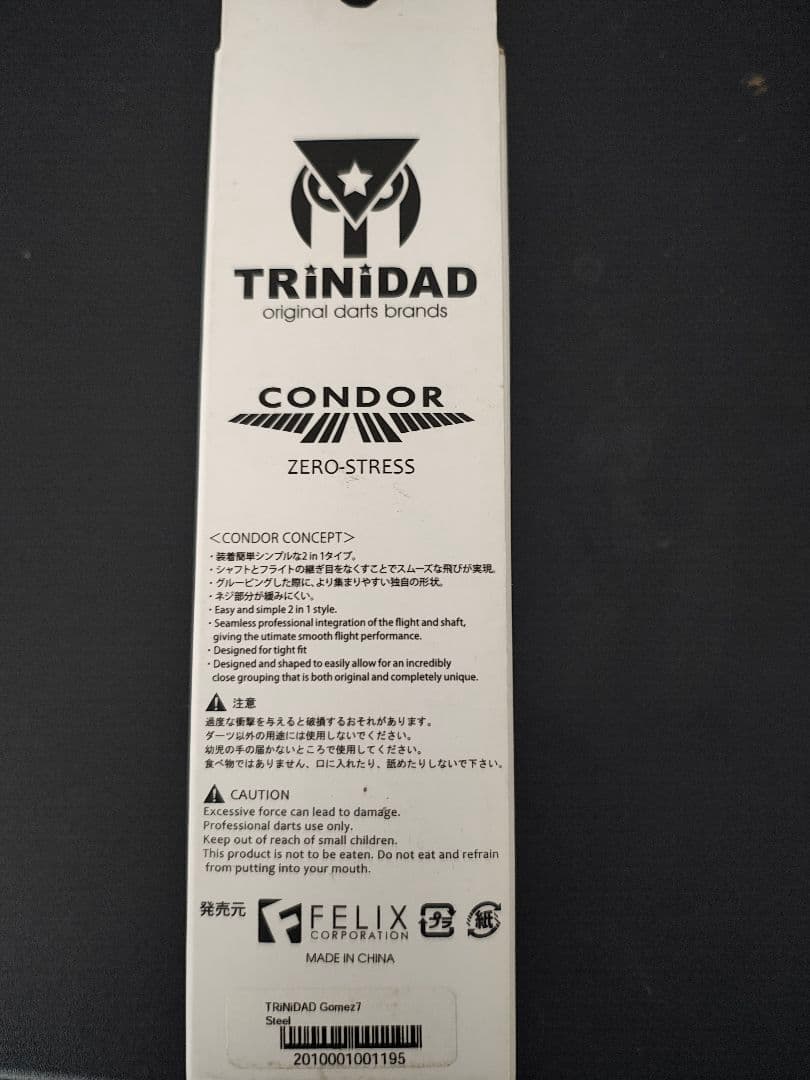 TRiNiDAD
original darts brands
CONDOR
ZERO-STRESS
＜CONDOR CONCEPT＞
・装着簡単シンプルな2 in 1タイプ。
・シャフトとフライトの継ぎ目をなくすことでスムーズな飛びが実現。
・グルーピングした際に、より集まりやすい独自の形状。
・ネジ部分が緩みにくい。
・Easy and simple 2 in 1 style.
・Seamless professional integration of the flight and shaft,
giving the utimate smooth flight performance.
・Designed for tight fit
・Designed and shaped to easily allow for an incredibly
close grouping that is both original and completely unique.
注意
過度な衝撃を与えると破損するおそれがあります。
ダーツ以外の用途には使用しないでください。
幼児の手の届かないところで使用してください。
食べ物ではありません、口に入れたり、舐めたりしないで下さい。
CAUTION
Excessive force can lead to damage.
Professional darts use only.
Keep out of reach of small children.
This product is not to be eaten. Do not eat and refrain
from putting into your mouth.
発売元 FELIX プラ 紙
CORPORATION
MADE IN CHINA
TRiNiDAD Gomez7
Steel
2010001001195